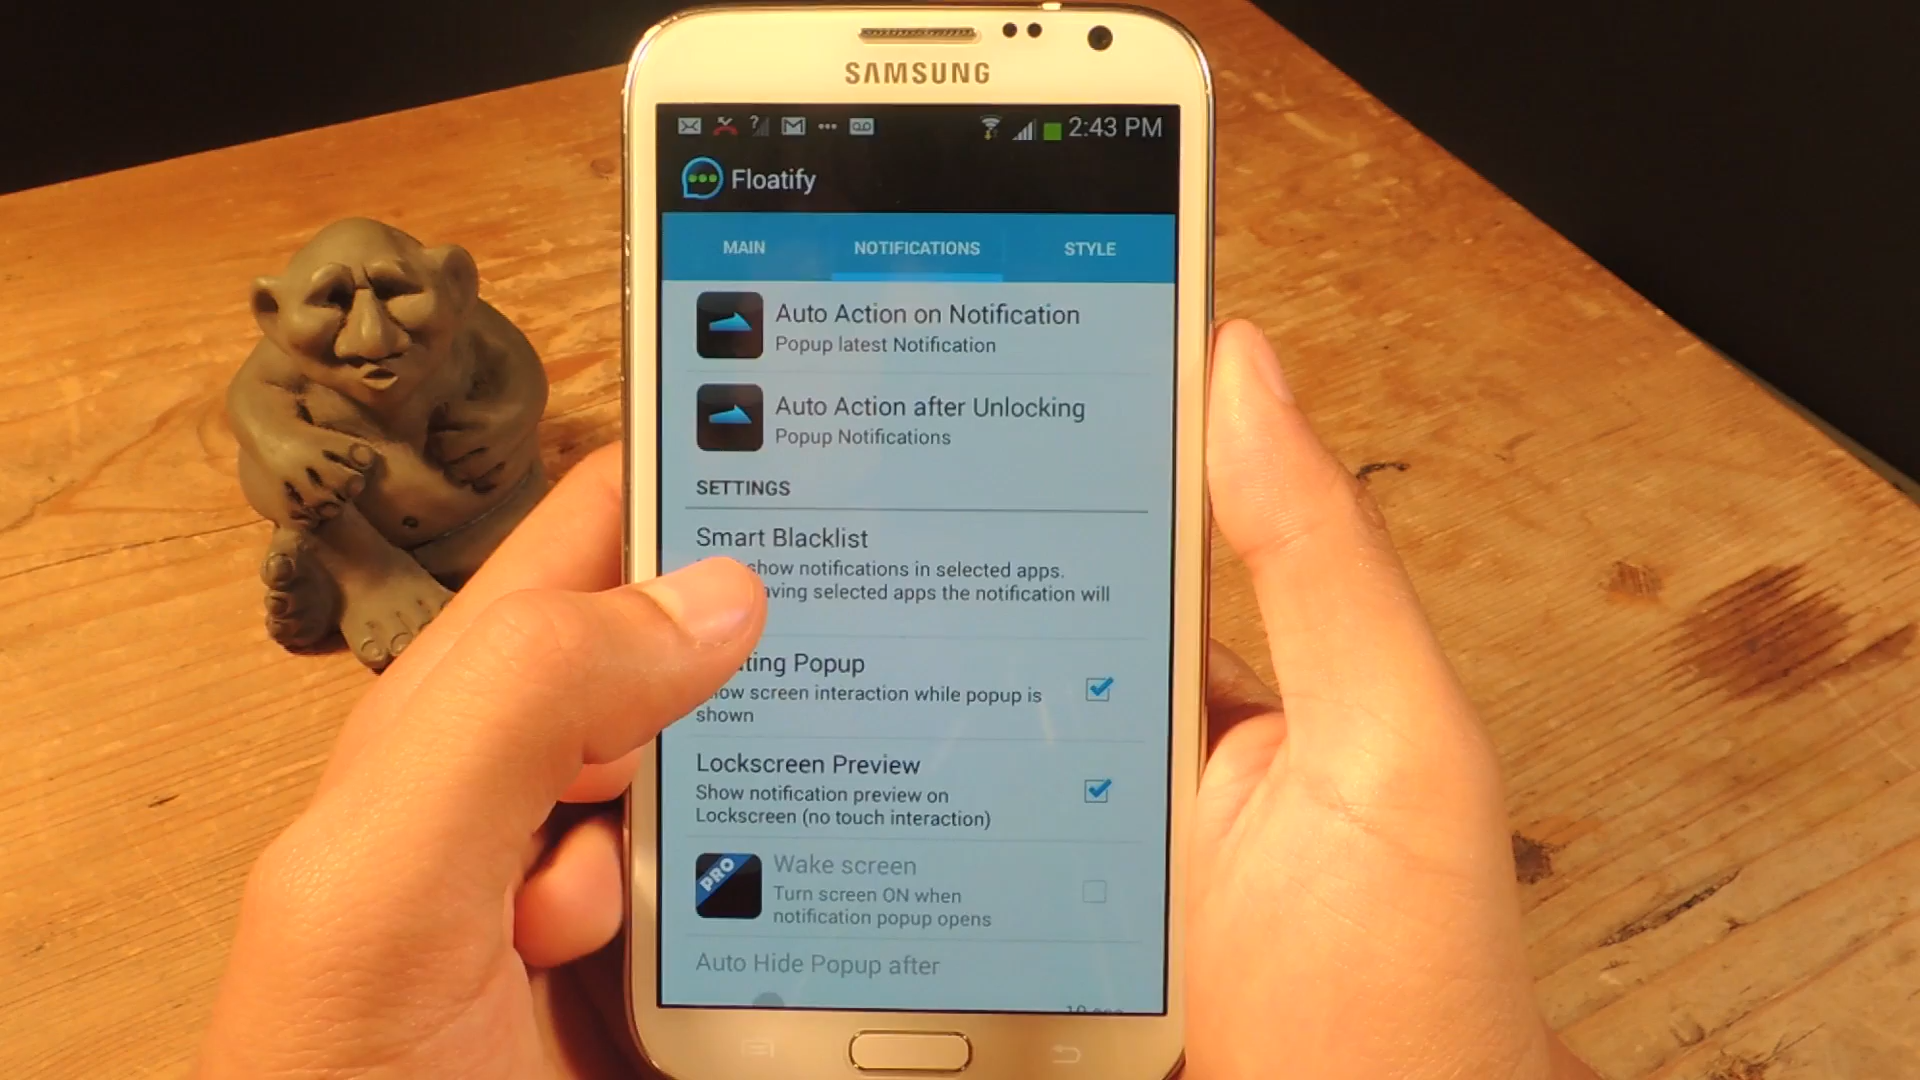 SAMSUNG
? 2:43 PM
Floatify
MAIN NOTIFICATIONS STYLE
Auto Action on Notification
Popup latest Notification
Auto Action after Unlocking
Popup Notifications
SETTINGS
Smart Blacklist
show notifications in selected apps.
selected apps the notification will
Popup
screen interaction while popup is
shown
Lockscreen Preview
Show notification preview on
Lockscreen (no touch interaction)
PRO
Wake screen
Turn screen ON when
notification popup opens
Auto Hide Popup after